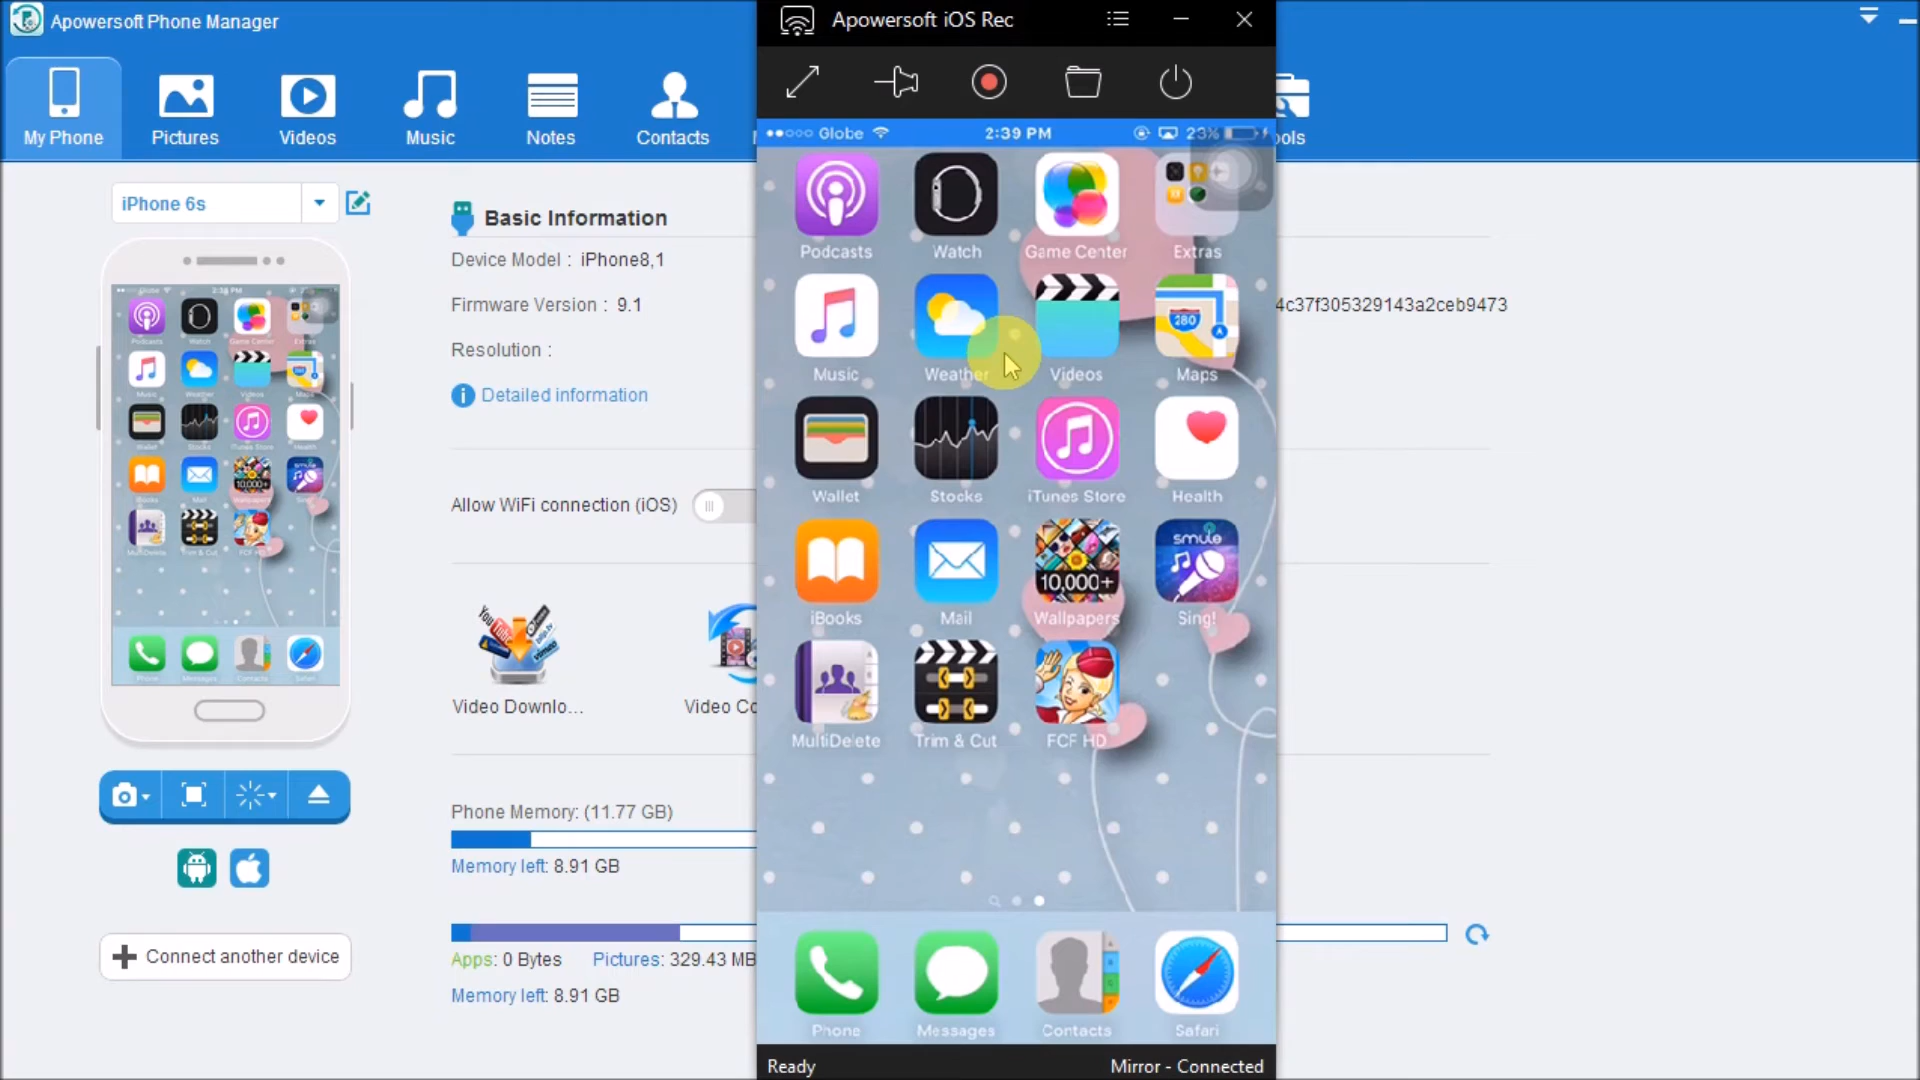 Apowersoft Phone Manager
My Phone
Pictures
Videos
Music
Notes
Contacts
ools
iPhone 6s
Basic Information
Device Model : iPhone8,1
Firmware Version : 9.1
4c37f305329143a2ceb9473
Resolution :
Detailed information
Allow WiFi connection (iOS)
Video Downlo...
Video Co
Phone Memory: (11.77 GB)
Memory left: 8.91 GB
Apps: 0 Bytes Pictures: 329.43 MB
Memory left: 8.91 GB
Connect another device
Apowersoft iOS Rec
Globe 2:39 PM 23%
Podcasts Watch Game Center Extras
280
Music Weather Videos Maps
Wallet Stocks iTunes Store Health
10,000+
smule
iBooks Mail Wallpapers Sing!
MultiDelete Trim & Cut FCF HD
Phone Messages Contacts Safari
Ready Mirror - Connected